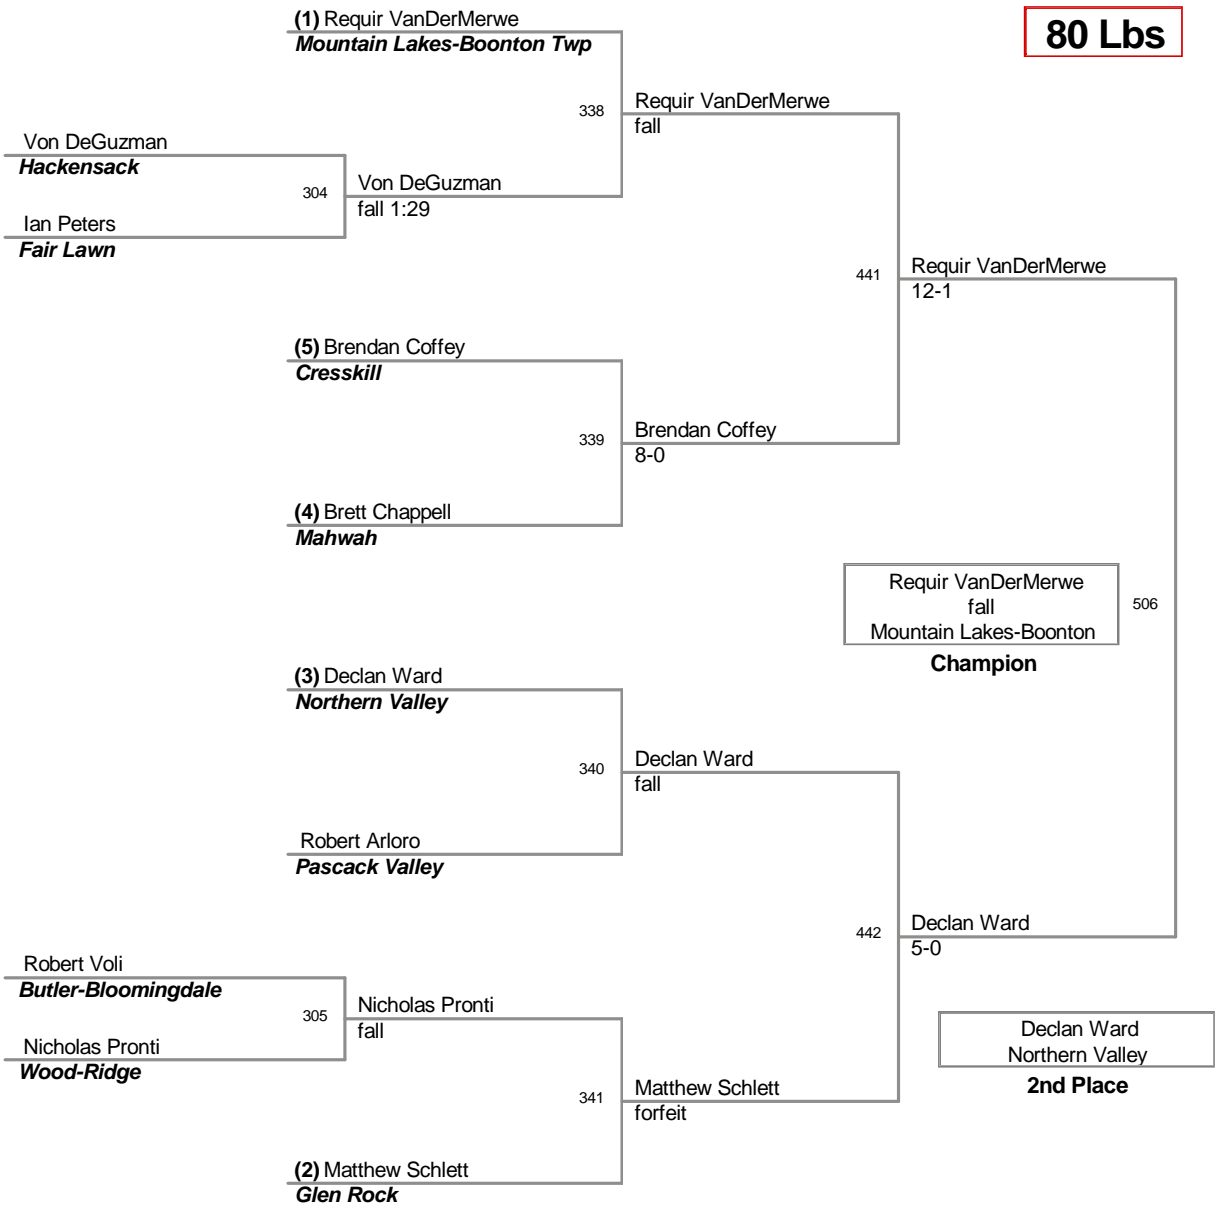 (1) Requir VanDerMerwe
Mountain Lakes-Boonton Twp
80 Lbs
338
Requir VanDerMerwe
fall
Von DeGuzman
Hackensack
304
Von DeGuzman
fall 1:29
Ian Peters
Fair Lawn
441
Requir VanDerMerwe
12-1
(5) Brendan Coffey
Cresskill
339
Brendan Coffey
8-0
(4) Brett Chappell
Mahwah
Requir VanDerMerwe
fall
Mountain Lakes-Boonton
506
Champion
(3) Declan Ward
Northern Valley
340
Declan Ward
fall
Robert Arloro
Pascack Valley
442
Declan Ward
5-0
Robert Voli
Butler-Bloomingdale
305
Nicholas Pronti
fall
Nicholas Pronti
Wood-Ridge
Declan Ward
Northern Valley
2nd Place
341
Matthew Schlett
forfeit
(2) Matthew Schlett
Glen Rock